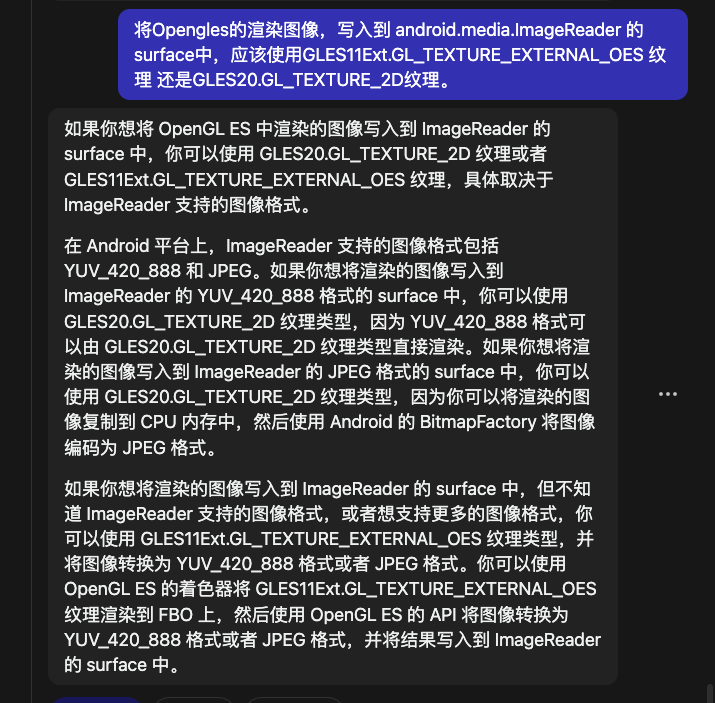 将Opengles的渲染图像，写入到 android.media.ImageReader 的
surface中，应该使用GLES11Ext.GL_TEXTURE_EXTERNAL_OES 纹
理 还是GLES20.GL_TEXTURE_2D纹理。
如果你想将 OpenGL ES 中渲染的图像写入到 ImageReader 的
surface 中，你可以使用 GLES20.GL_TEXTURE_2D 纹理或者
GLES11Ext.GL_TEXTURE_EXTERNAL_OES 纹理，具体取决于
ImageReader 支持的图像格式。
在 Android 平台上，ImageReader 支持的图像格式包括
YUV_420_888 和 JPEG。如果你想将渲染的图像写入到
ImageReader 的 YUV_420_888 格式的 surface 中，你可以使用
GLES20.GL_TEXTURE_2D 纹理类型，因为 YUV_420_888 格式可
以由 GLES20.GL_TEXTURE_2D 纹理类型直接渲染。如果你想将渲
染的图像写入到 ImageReader 的 JPEG 格式的 surface 中，你可以
使用 GLES20.GL_TEXTURE_2D 纹理类型，因为你可以将渲染的图
像复制到 CPU 内存中，然后使用 Android 的 BitmapFactory 将图像
编码为 JPEG 格式。
如果你想将渲染的图像写入到 ImageReader 的 surface 中，但不知
道 ImageReader 支持的图像格式，或者想支持更多的图像格式，你
可以使用 GLES11Ext.GL_TEXTURE_EXTERNAL_OES 纹理类型，并
将图像转换为 YUV_420_888 格式或者 JPEG 格式。你可以使用
OpenGL ES 的着色器将 GLES11Ext.GL_TEXTURE_EXTERNAL_OES
纹理渲染到 FBO 上，然后使用 OpenGL ES 的 API 将图像转换为
YUV_420_888 格式或者 JPEG 格式，并将结果写入到 ImageReader
的 surface 中。